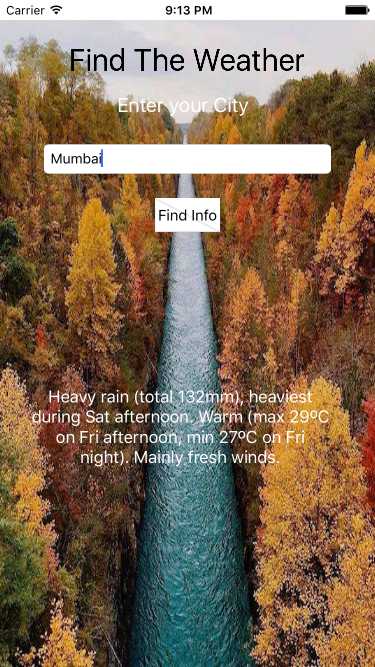 Carrier 9:13 PM
Find The Weather
Enter your City
Mumbai
Find Info
Heavy rain (total 132mm), heaviest
during Sat afternoon. Warm (max 29ºC
on Fri afternoon, min 27ºC on Fri
night). Mainly fresh winds.